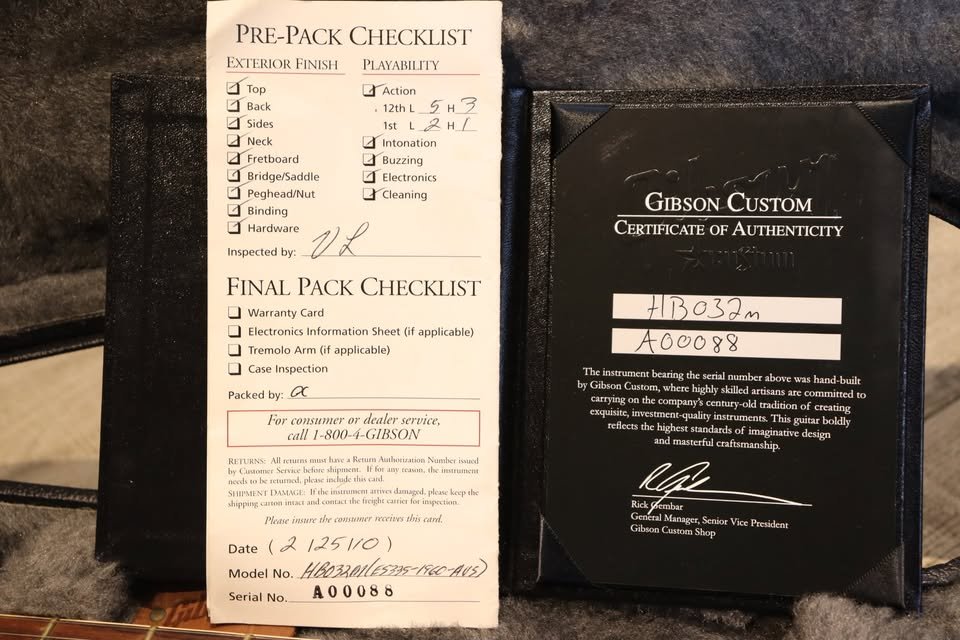 PRE-PACK CHECKLIST
EXTERIOR FINISH
Top
Back
Sides
Neck
Fretboard
Bridge/Saddle
Peghead/Nut
Binding
Hardware
PLAYABILITY
Action
12th L 5 H 3
1st L 2 H 1
Intonation
Buzzing
Electronics
Cleaning
Inspected by: VL
FINAL PACK CHECKLIST
Warranty Card
Electronics Information Sheet (if applicable)
Tremolo Arm (if applicable)
Case Inspection
Packed by:
For consumer or dealer service,
call 1-800-4-GIBSON
RETURNS: All returns must have a Return Authorization Number issued
by Customer Service before shipment. If for any reason, the instrument
needs to be returned, please include this card.
SHIPMENT DAMAGE: If the instrument arrives damaged, please keep the
shipping carton intact and contact the freight carrier for inspection.
Please insure the consumer receives this card.
Date (2/25/10)
Model No. HB032M(ES335-1960-AVS)
Serial No. A00088
GIBSON CUSTOM
CERTIFICATE OF AUTHENTICITY
Custom
HB032m
A00088
The instrument bearing the serial number above was hand-built
by Gibson Custom, where highly skilled artisans are committed to
carrying on the company's century-old tradition of creating
exquisite, investment-quality instruments. This guitar boldly
reflects the highest standards of imaginative design
and masterful craftsmanship.
Rick Gembar
General Manager, Senior Vice President
Gibson Custom Shop